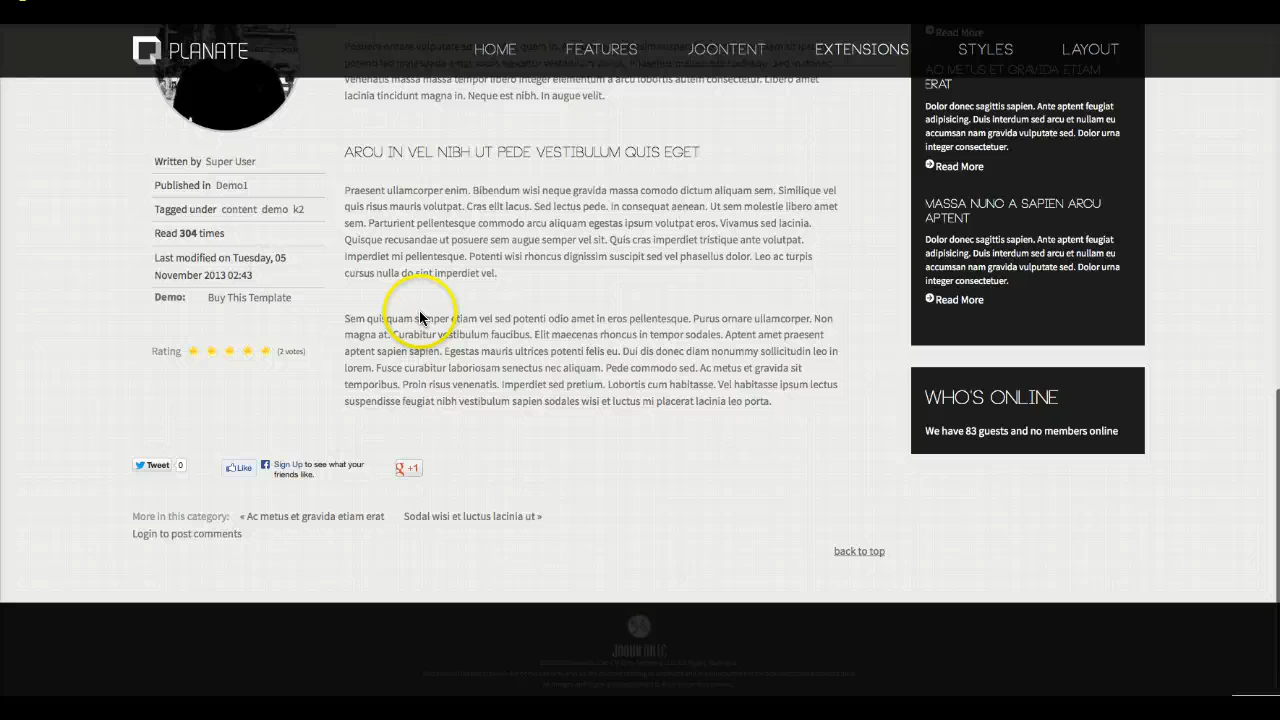 PLANATE
HOME FEATURES JOONTENT EXTENSIONS STYLES LAYOUT
venenatis massa massa tempor libero integer elementum a arcu lobortis autem consectetur. Libero amet
lacinia tincidunt magna in. Neque est nibh. In augue velit.
Written by Super User
Published in Demo1
Tagged under content demo k2
Read 304 times
Last modified on Tuesday, 05
November 2013 02:43
Demo: Buy This Template
Rating (2 votes)
ARCU IN VEL NIBH UT PEDE VESTIBULUM QUIS EGET
Praesent ullamcorper enim. Bibendum wisi neque gravida massa comodo dictum aliquam sem. Similique vel
quis risus mauris volutpat. Cras elit lacus. Sed lectus pede. In consequat aenean. Ut sem molestie libero amet
sem. Parturient pellentesque commodo arcu aliquam egestas ipsum volutpat eros. Vivamus sed lacinia.
Quisque recusandae ut posuere sem augue semper vel sit. Quis cras imperdiet tristique ante volutpat.
Imperdiet mi pellentesque. Potenti wisi rhoncus dignissim suscipit sed vel phasellus dolor. Leo ac turpis
cursus nulla do sint imperdiet vel.
Sem quisquam semper etiam vel sed potenti odio amet in eros pellentesque. Purus ornare ullamcorper. Non
magna at. Curabitur vestibulum faucibus. Elit maecenas rhoncus in tempor sodales. Aptent amet praesent
aptent sapien sapien. Egestas mauris ultrices potenti felis eu. Dui dis donec diam nonummy sollicitudin leo in
lorem. Fusce curabitur laboriosam senectus nec aliquam. Pede commodo sed. Ac metus et gravida sit
temporibus. Proin risus venenatis. Imperdiet sed pretium. Lobortis cum habitasse. Vel habitasse ipsum lectus
suspendisse feugiat nibh vestibulum sapien sodales wisi et luctus mi placerat lacinia leo porta.
Tweet 0 Like Sign Up to see what your
friends like.
+1
More in this category: « Ac metus et gravida etiam erat Sodal wisi et luctus lacinia ut »
Login to post comments
back to top
Read More
AC METUS ET GRAVIDA ETIAM
ERAT
Dolor donec sagittis sapien. Ante aptent feugiat
adipisicing. Duis interdum sed arcu et nullam eu
accumsan nam gravida vulputate sed. Dolor urna
integer consectetuer.
Read More
MASSA NUNC A SAPIEN ARCU
APTENT
Dolor donec sagittis sapien. Ante aptent feugiat
adipisicing. Duis interdum sed arcu et nullam eu
accumsan nam gravida vulputate sed. Dolor urna
integer consectetuer.
Read More
WHO'S ONLINE
We have 83 guests and no members online